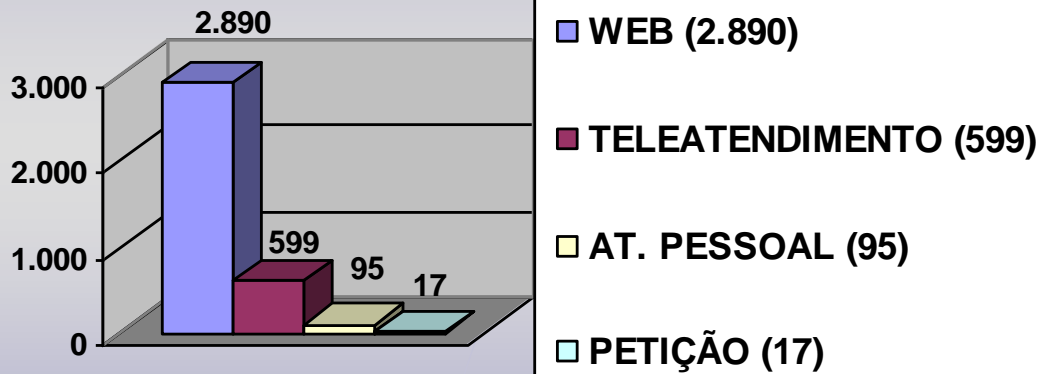 2.890
3.000
2.000
1.000
0
599
95
17
WEB (2.890)
TELEATENDIMENTO (599)
AT. PESSOAL (95)
PETIÇÃO (17)